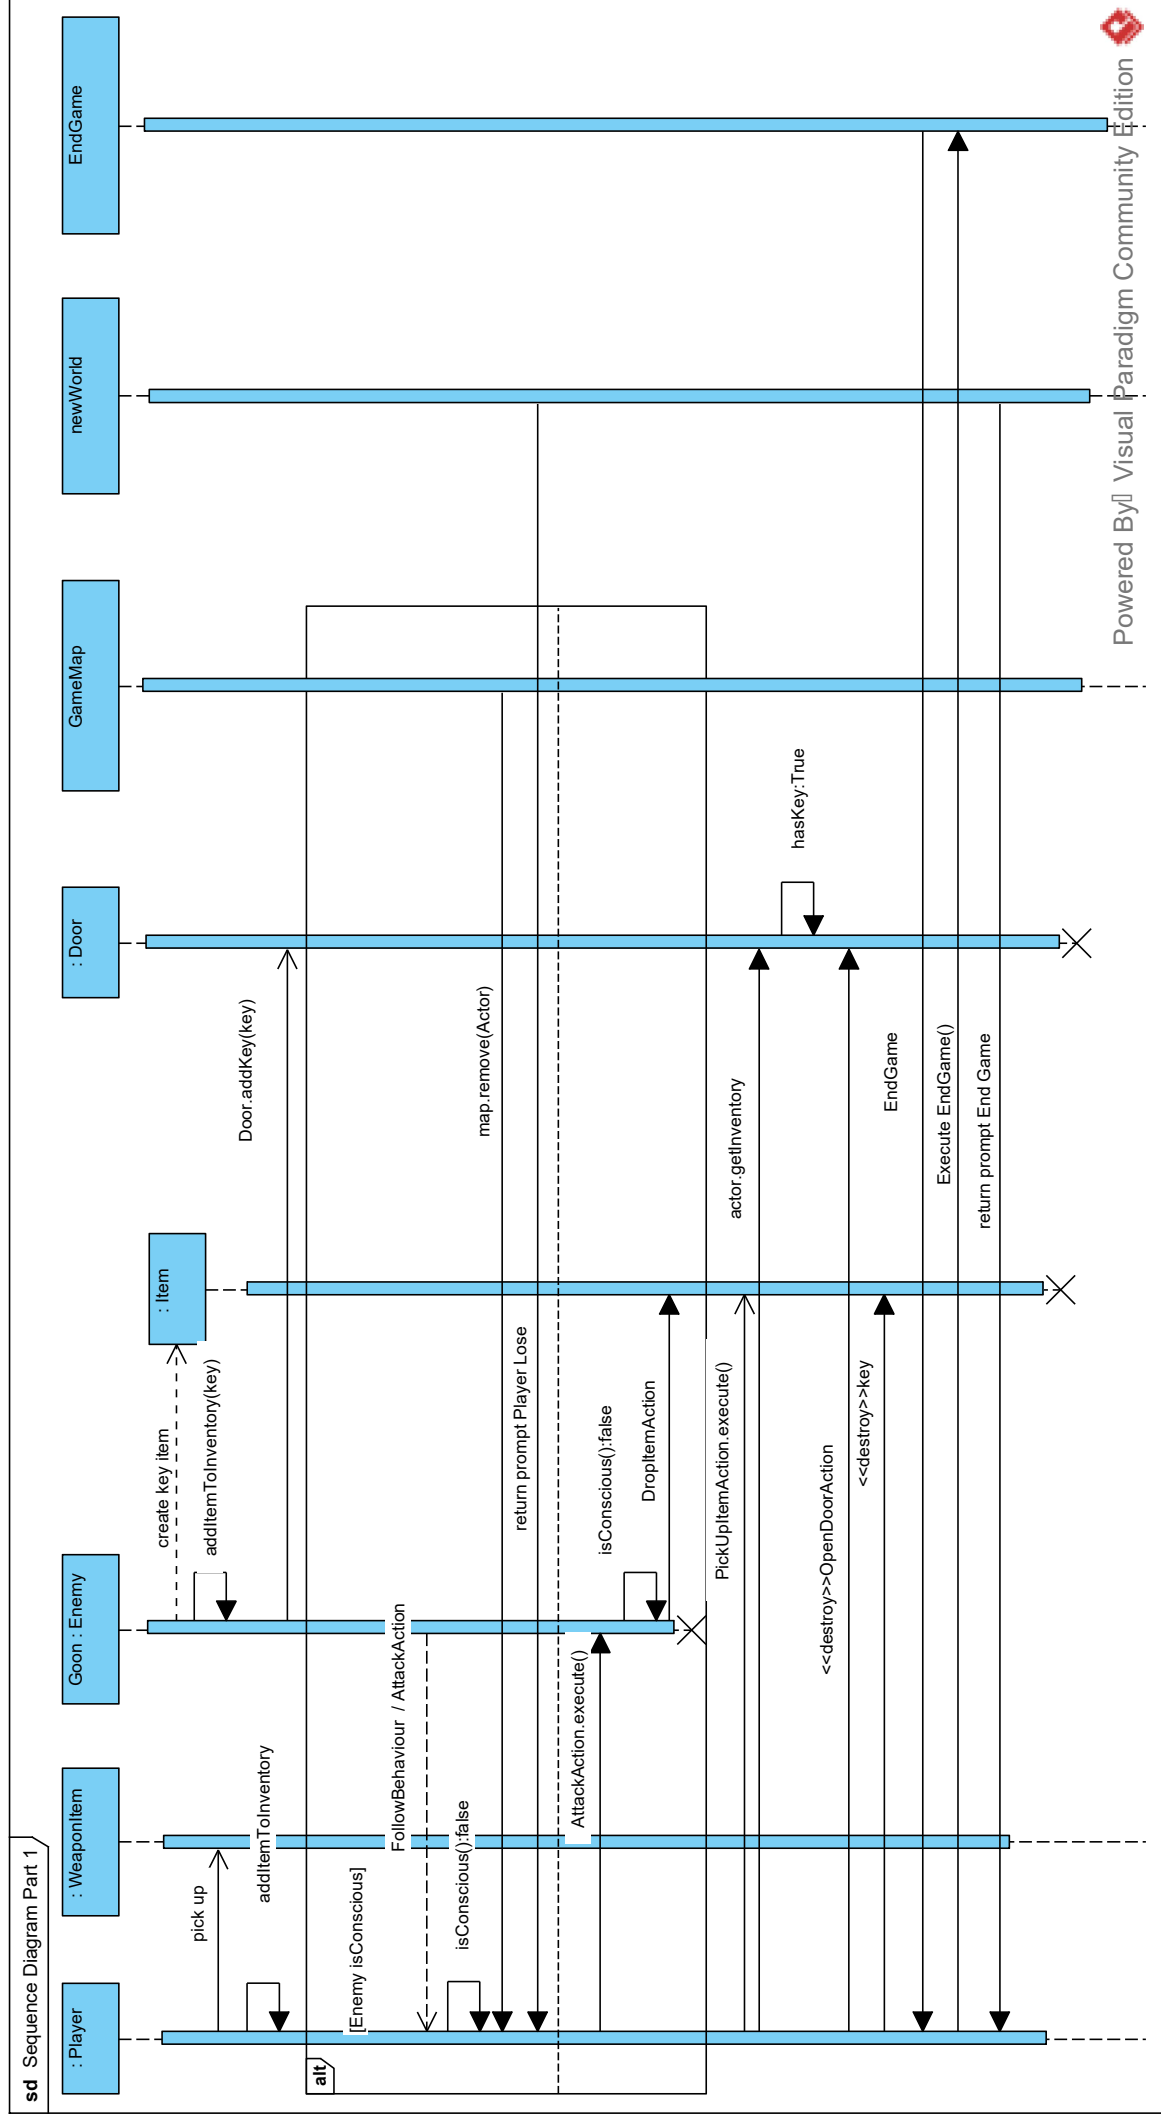 sd Sequence Diagram Part 1
: Player
: WeaponItem
Goon : Enemy
: Item
: Door
GameMap
newWorld
EndGame
create key item
pick up
addItemToInventory(key)
Door.addKey(key)
addItemToInventory
alt
[Enemy isConscious]
FollowBehaviour / AttackAction
isConscious():false
map.remove(Actor)
return prompt Player Lose
AttackAction.execute()
isConscious():false
DropItemAction
PickUpItemAction.execute()
actor.getInventory
hasKey:True
<<destroy>>OpenDoorAction
<<destroy>>key
EndGame
Execute EndGame()
return prompt End Game
Powered By Visual Paradigm Community Edition